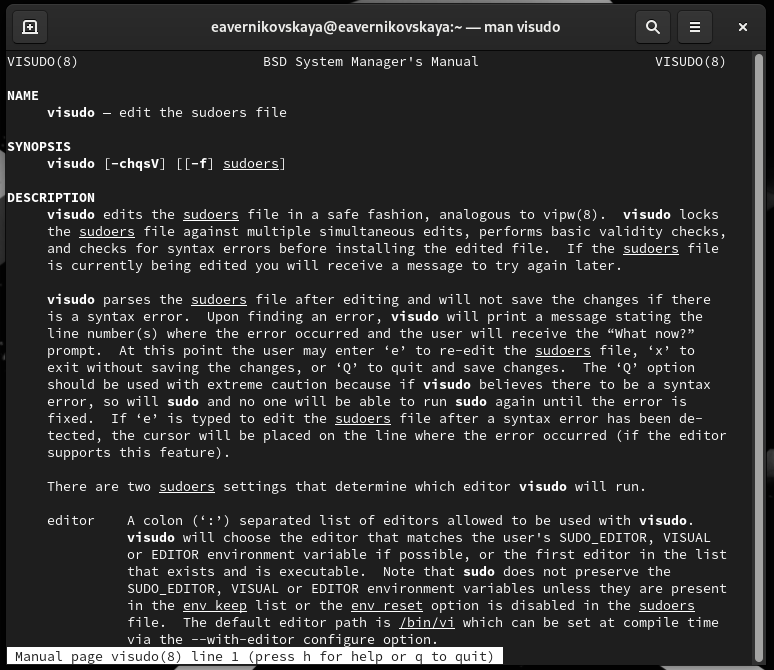 eavernikovskaya@eavernikovskaya:~ — man visudo
VISUDO(8) BSD System Manager's Manual VISUDO(8)
NAME
visudo — edit the sudoers file
SYNOPSIS
visudo [-chqsV] [[-f] sudoers]
DESCRIPTION
visudo edits the sudoers file in a safe fashion, analogous to vipw(8). visudo locks
the sudoers file against multiple simultaneous edits, performs basic validity checks,
and checks for syntax errors before installing the edited file. If the sudoers file
is currently being edited you will receive a message to try again later.
visudo parses the sudoers file after editing and will not save the changes if there
is a syntax error. Upon finding an error, visudo will print a message stating the
line number(s) where the error occurred and the user will receive the “What now?”
prompt. At this point the user may enter ‘e’ to re-edit the sudoers file, ‘x’ to
exit without saving the changes, or ‘Q’ to quit and save changes. The ‘Q’ option
should be used with extreme caution because if visudo believes there to be a syntax
error, so will sudo and no one will be able to run sudo again until the error is
fixed. If ‘e’ is typed to edit the sudoers file after a syntax error has been de‐
tected, the cursor will be placed on the line where the error occurred (if the editor
supports this feature).
There are two sudoers settings that determine which editor visudo will run.
editor A colon (‘:’) separated list of editors allowed to be used with visudo.
visudo will choose the editor that matches the user's SUDO_EDITOR, VISUAL
or EDITOR environment variable if possible, or the first editor in the list
that exists and is executable. Note that sudo does not preserve the
SUDO_EDITOR, VISUAL or EDITOR environment variables unless they are present
in the env_keep list or the env_reset option is disabled in the sudoers
file. The default editor path is /bin/vi which can be set at compile time
via the --with-editor configure option.
Manual page visudo(8) line 1 (press h for help or q to quit)